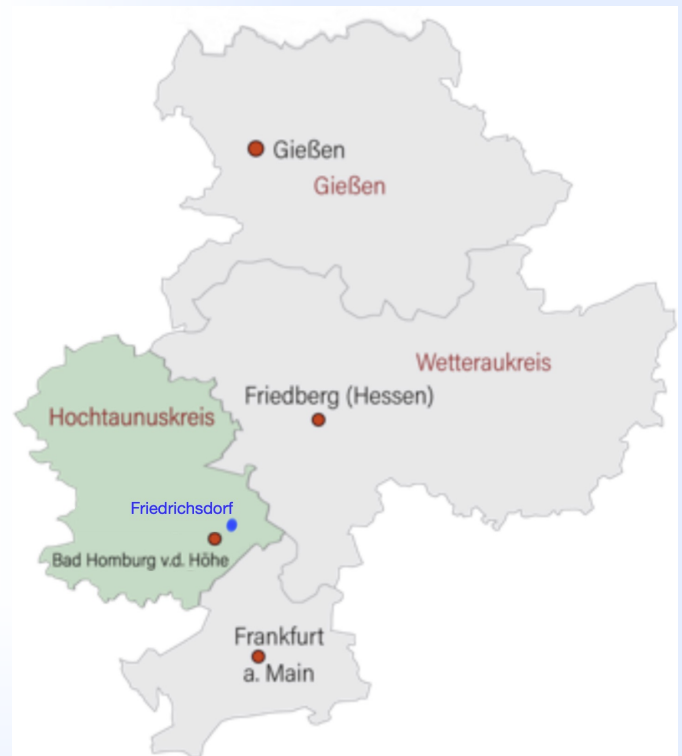 Gießen
Gießen
Wetteraukreis
Friedberg (Hessen)
Hochtaunuskreis
Friedrichsdorf
Bad Homburg v.d. Höhe
Frankfurt
a. Main